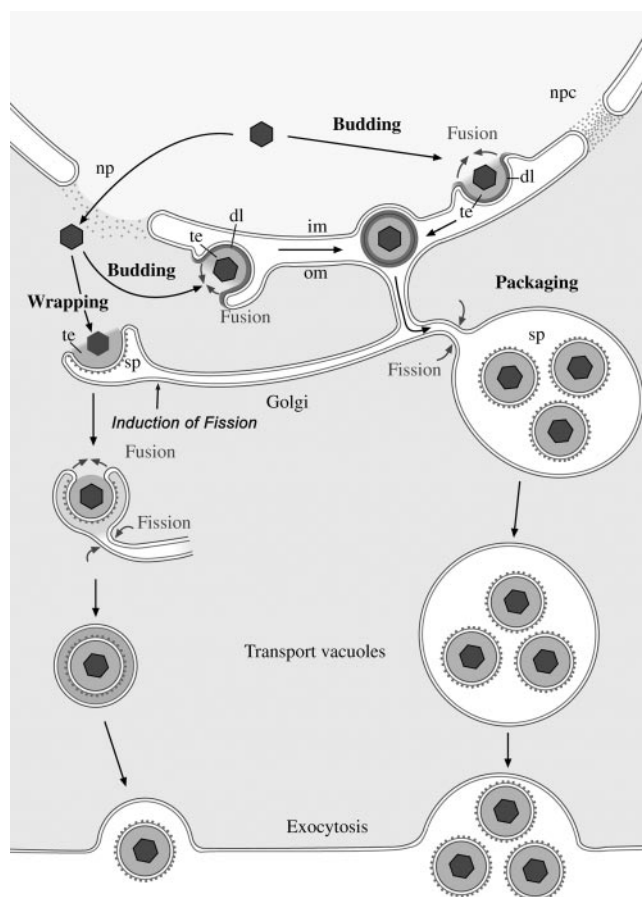 npc
Budding
Fusion
np
dl
te
dl
te
im
te
Budding
om
Packaging
Wrapping
Fusion
te
sp
sp
Fission
Golgi
Induction of Fission
Fusion
Fission
Transport vacuoles
Exocytosis